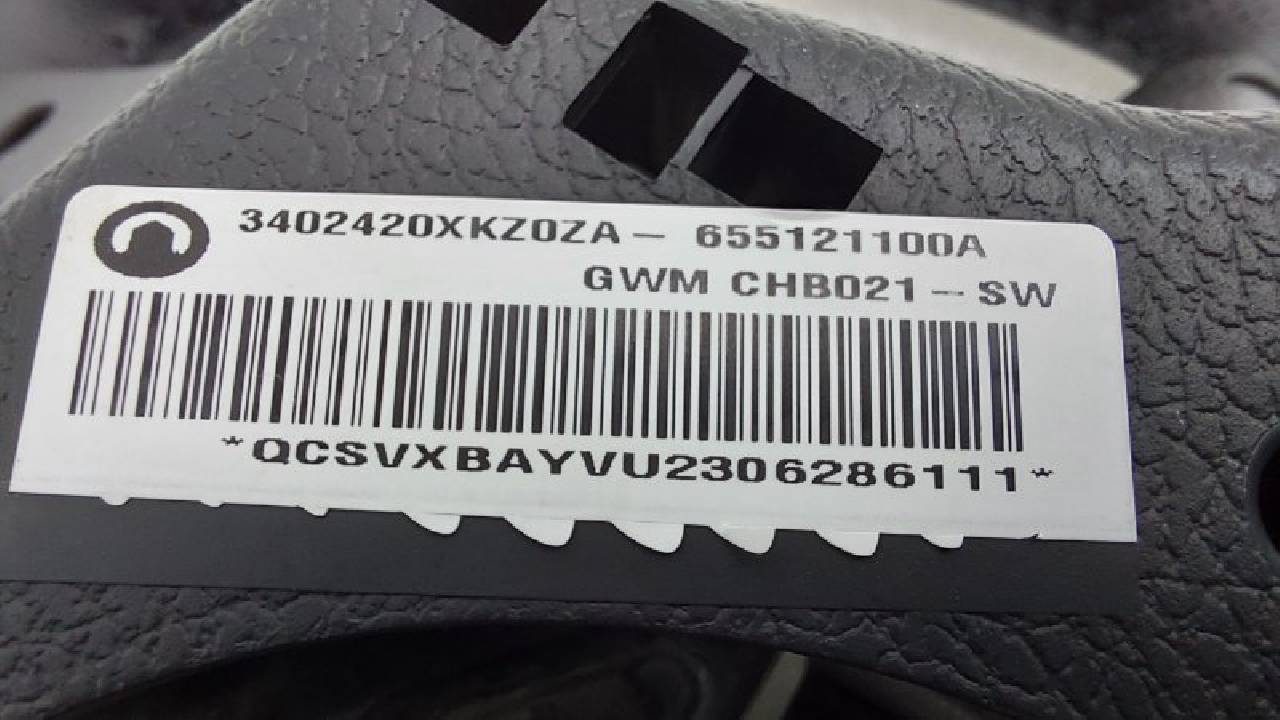 3402420XKZ0ZA - 655121100A
GWM CHB021 - SW
*QCSVXBAYVU2306286111*